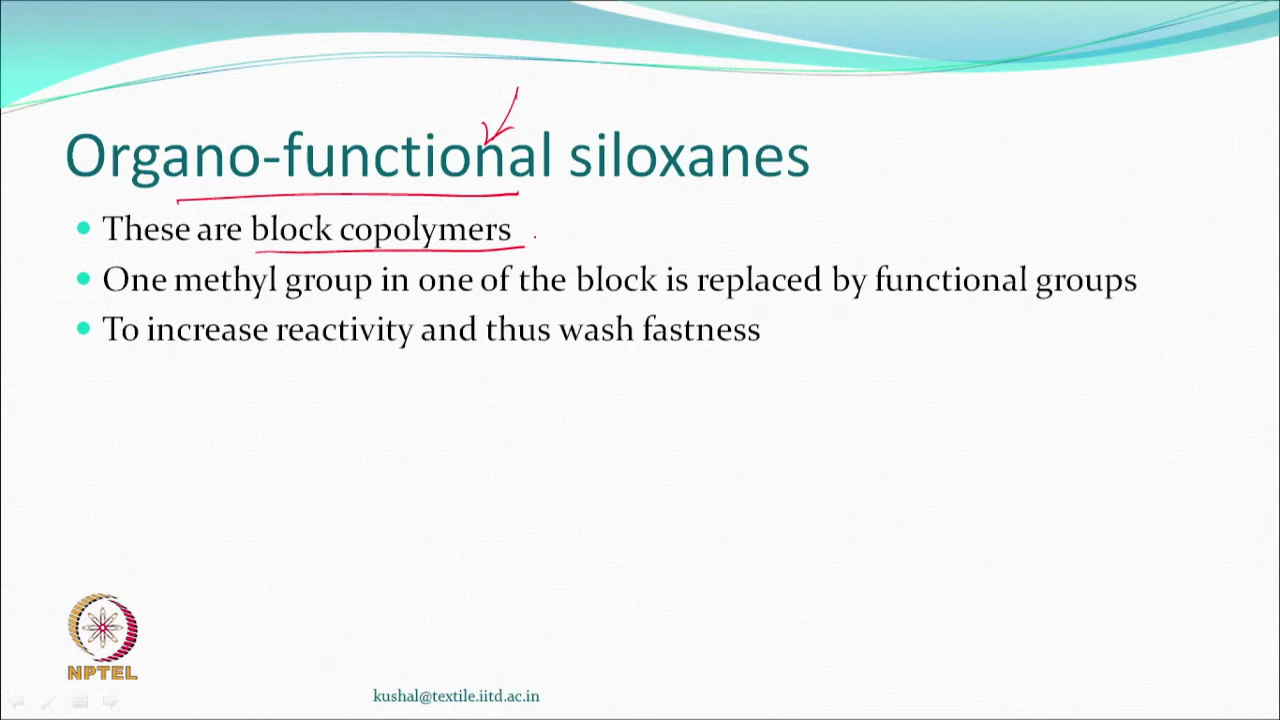 Organo-functional siloxanes
These are block copolymers
One methyl group in one of the block is replaced by functional groups
To increase reactivity and thus wash fastness
NPTEL
kushal@textile.iitd.ac.in